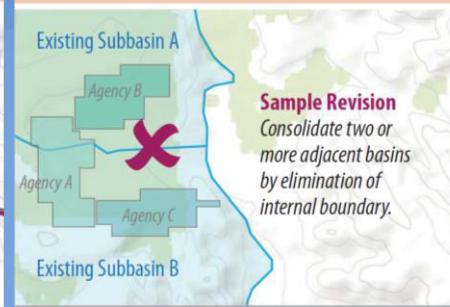 Existing Subbasin A
Agency B
Agency A
Agency C
Existing Subbasin B
Sample Revision
Consolidate two or
more adjacent basins
by elimination of
internal boundary.